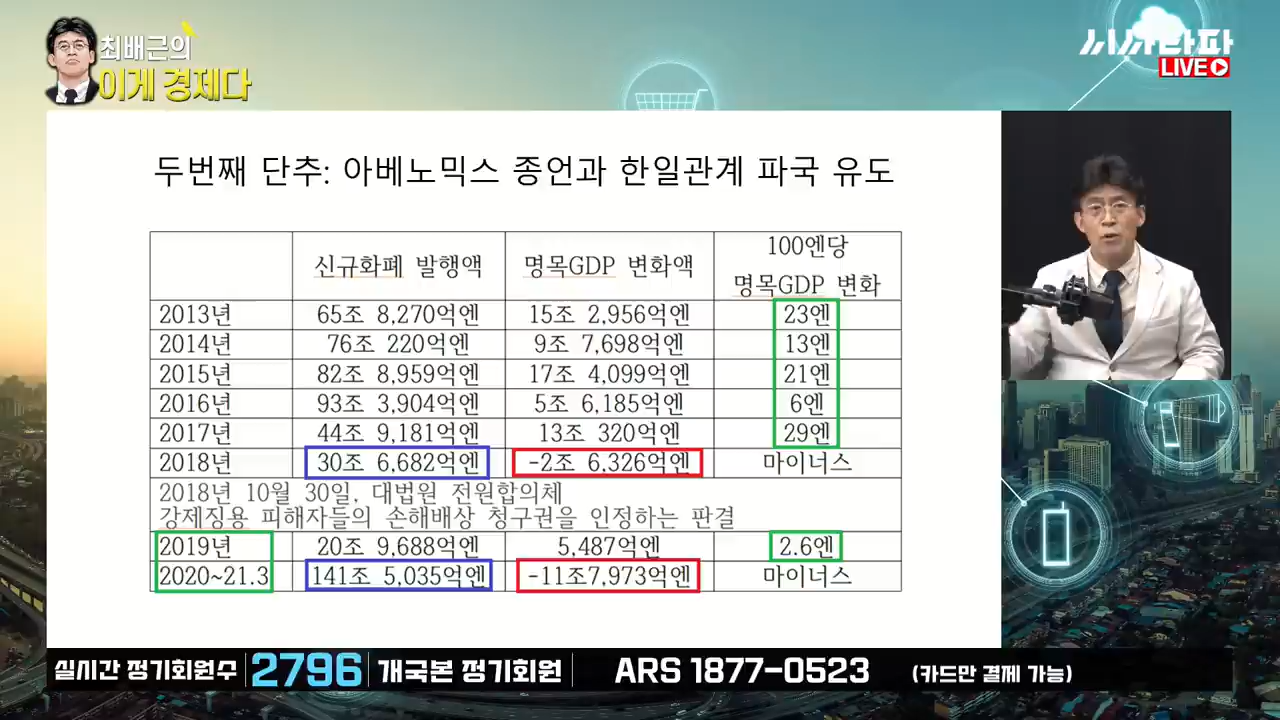 최배근의
이게 경제다
시사타파
LIVE
두번째 단추: 아베노믹스 종언과 한일관계 파국 유도
신규화폐 발행액 명목GDP 변화액 100엔당 명목GDP 변화
2013년 65조 8,270억엔 15조 2,956억엔 23엔
2014년 76조 220억엔 9조 7,698억엔 13엔
2015년 82조 8,959억엔 17조 4,099억엔 21엔
2016년 93조 3,904억엔 5조 6,185억엔 6엔
2017년 44조 9,181억엔 13조 320억엔 29엔
2018년 30조 6,682억엔 -2조 6,326억엔 마이너스
2018년 10월 30일, 대법원 전원합의체
강제징용 피해자들의 손해배상 청구권을 인정하는 판결
2019년 20조 9,688억엔 5,487억엔 2.6엔
2020~21.3 141조 5,035억엔 -11조7,973억엔 마이너스
실시간 정기회원수 2796 개국본 정기회원 ARS 1877-0523 (카드만 결제 가능)